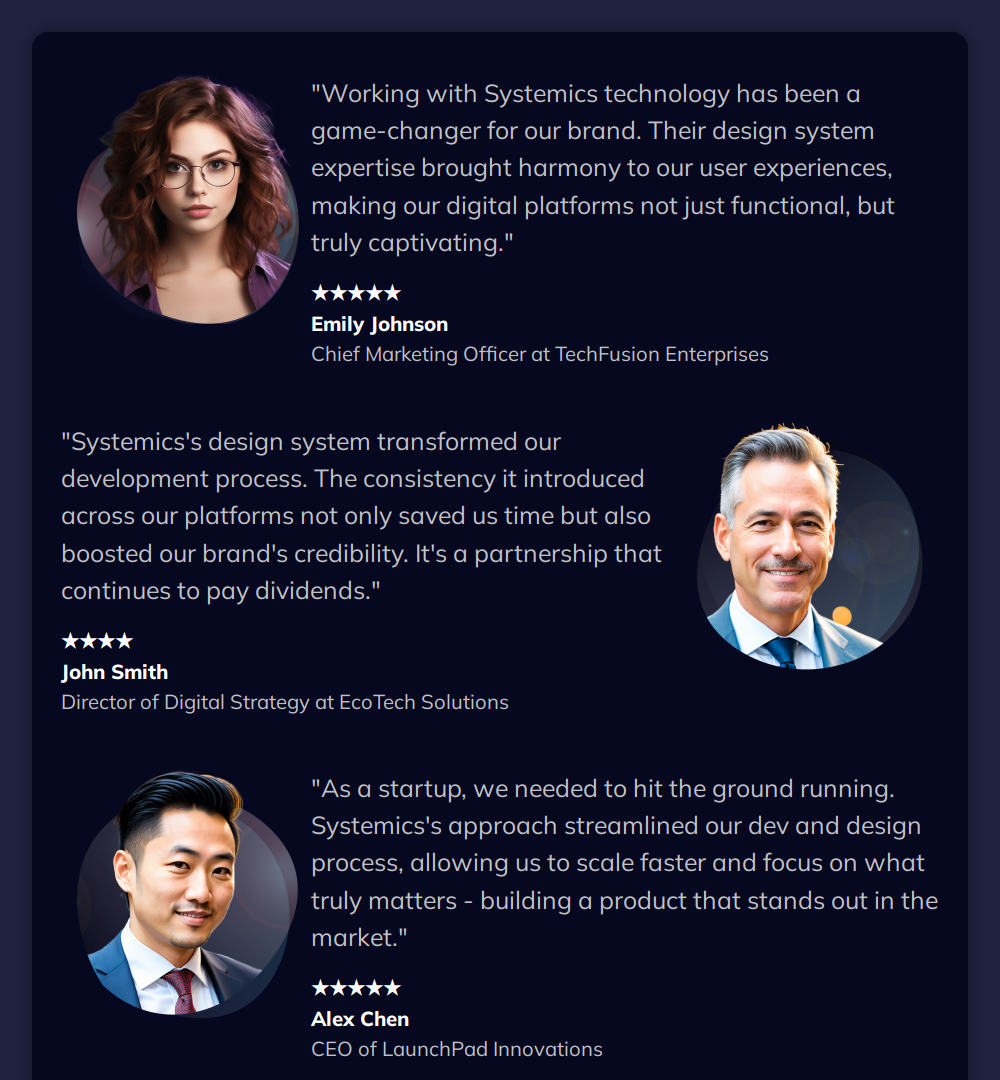 "Working with Systemics technology has been a
game-changer for our brand. Their design system
expertise brought harmony to our user experiences,
making our digital platforms not just functional, but
truly captivating."
★★★★★
Emily Johnson
Chief Marketing Officer at TechFusion Enterprises
"Systemics's design system transformed our
development process. The consistency it introduced
across our platforms not only saved us time but also
boosted our brand's credibility. It's a partnership that
continues to pay dividends."
★★★★
John Smith
Director of Digital Strategy at EcoTech Solutions
"As a startup, we needed to hit the ground running.
Systemics's approach streamlined our dev and design
process, allowing us to scale faster and focus on what
truly matters - building a product that stands out in the
market."
★★★★★
Alex Chen
CEO of LaunchPad Innovations